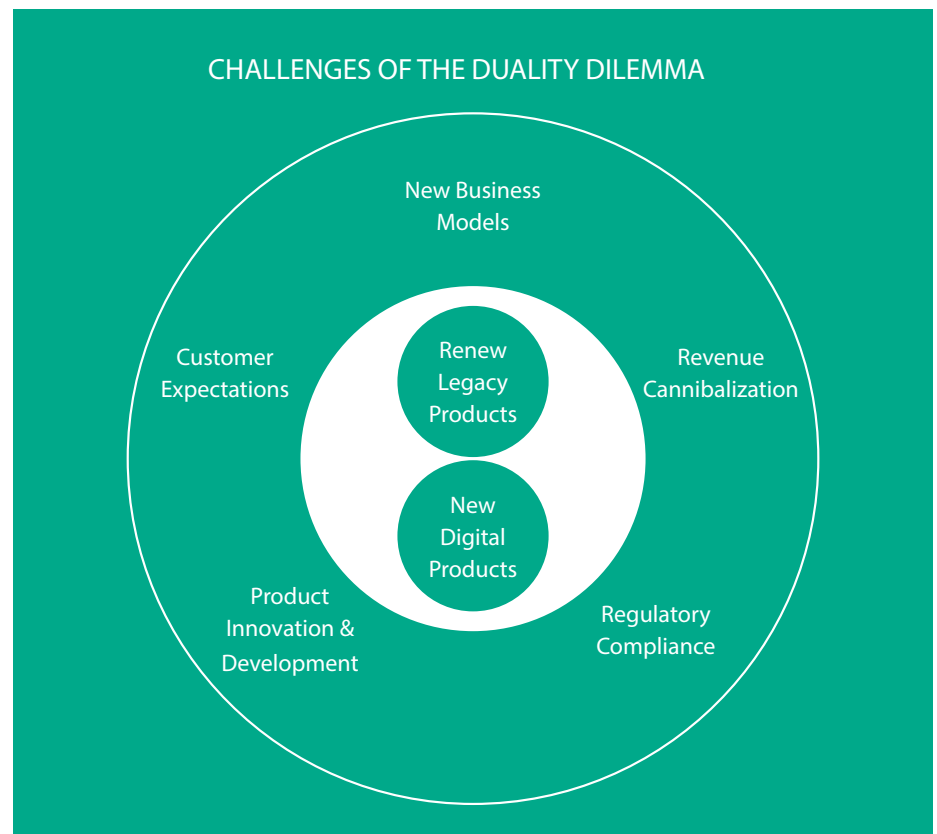 CHALLENGES OF THE DUALITY DILEMMA
New Business
Models
Customer
Expectations
Renew
Legacy
Products
Revenue
Cannibalization
New
Digital
Products
Product
Innovation &
Development
Regulatory
Compliance